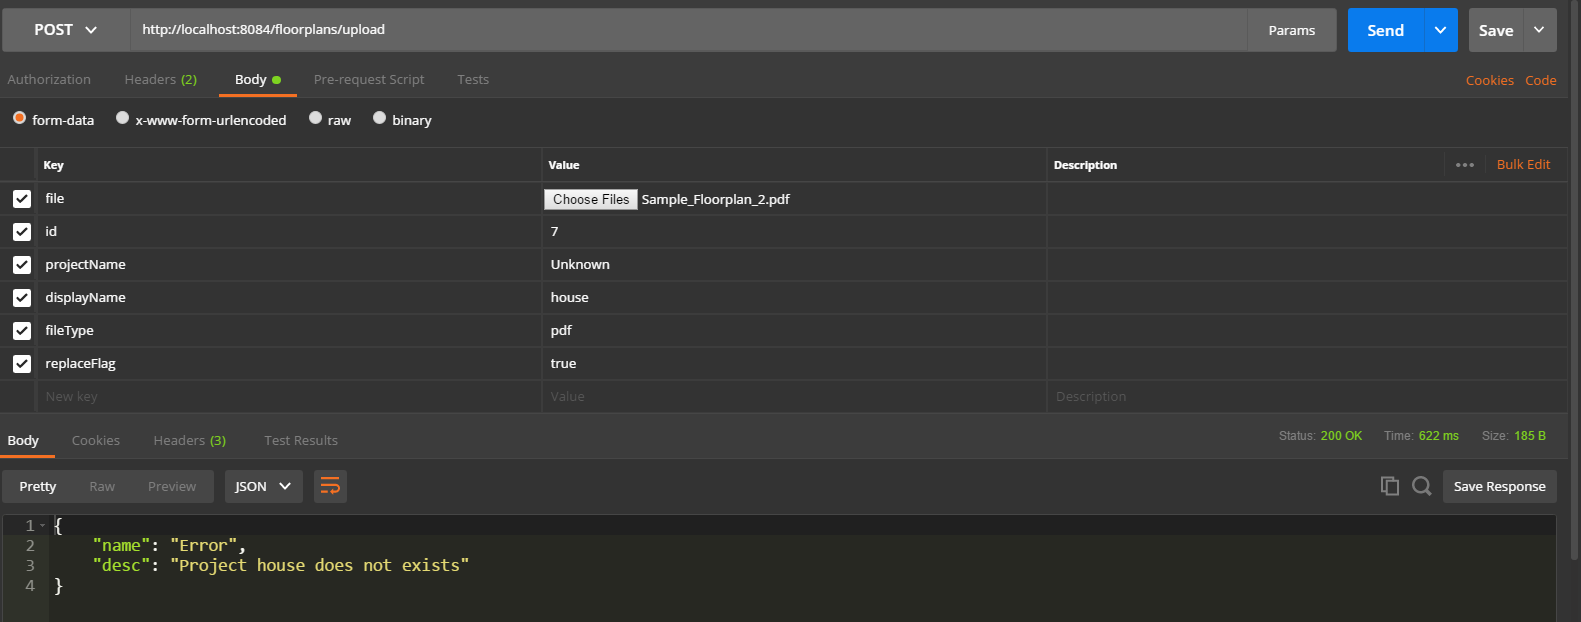 POST http://localhost:8084/floorplans/upload Params Send Save
Authorization Headers (2) Body Pre-request Script Tests Cookies Code
form-data x-www-form-urlencoded raw binary
Key Value Description ••• Bulk Edit
file Choose Files Sample_Floorplan_2.pdf
id 7
projectName Unknown
displayName house
fileType pdf
replaceFlag true
New key Value Description
Body Cookies Headers (3) Test Results Status: 200 OK Time: 622 ms Size: 185 B
Pretty Raw Preview JSON Save Response
1 {
2 "name": "Error",
3 "desc": "Project house does not exists"
4 }